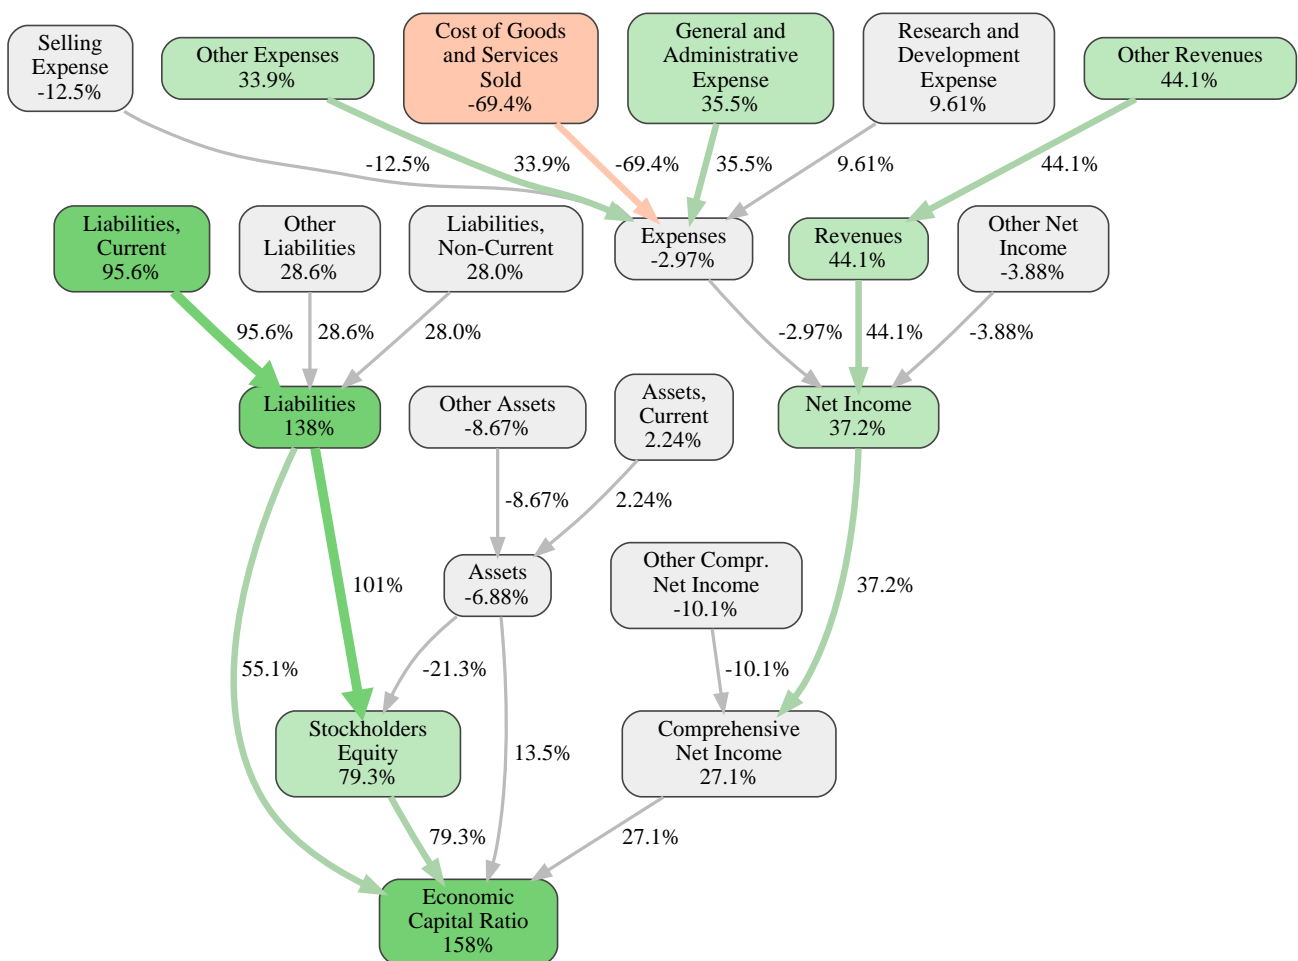 Selling
Expense
-12.5%
Other Expenses
33.9%
Cost of Goods
and Services
Sold
-69.4%
General and
Administrative
Expense
35.5%
Research and
Development
Expense
9.61%
Other Revenues
44.1%
-12.5%
33.9%
-69.4%
35.5%
9.61%
44.1%
Liabilities,
Current
95.6%
Other
Liabilities
28.6%
Liabilities,
Non-Current
28.0%
Expenses
-2.97%
Revenues
44.1%
Other Net
Income
-3.88%
95.6%
28.6%
28.0%
-2.97%
44.1%
-3.88%
Liabilities
138%
Other Assets
-8.67%
Assets,
Current
2.24%
Net Income
37.2%
-8.67%
2.24%
Assets
-6.88%
Other Compr.
Net Income
-10.1%
101%
37.2%
55.1%
-21.3%
-10.1%
Stockholders
Equity
79.3%
13.5%
Comprehensive
Net Income
27.1%
79.3%
27.1%
Economic
Capital Ratio
158%